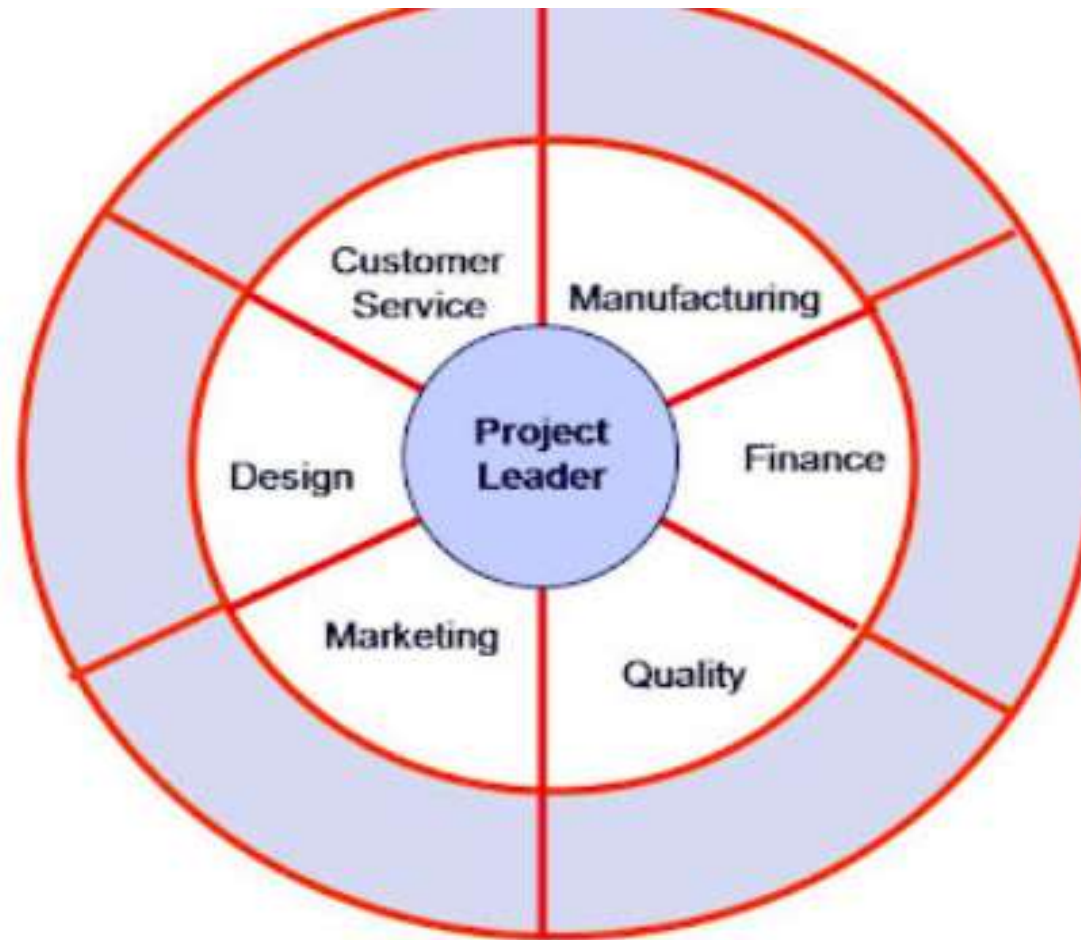 Customer
Service
Manufacturing
Project
Leader
Finance
Design
Marketing
Quality